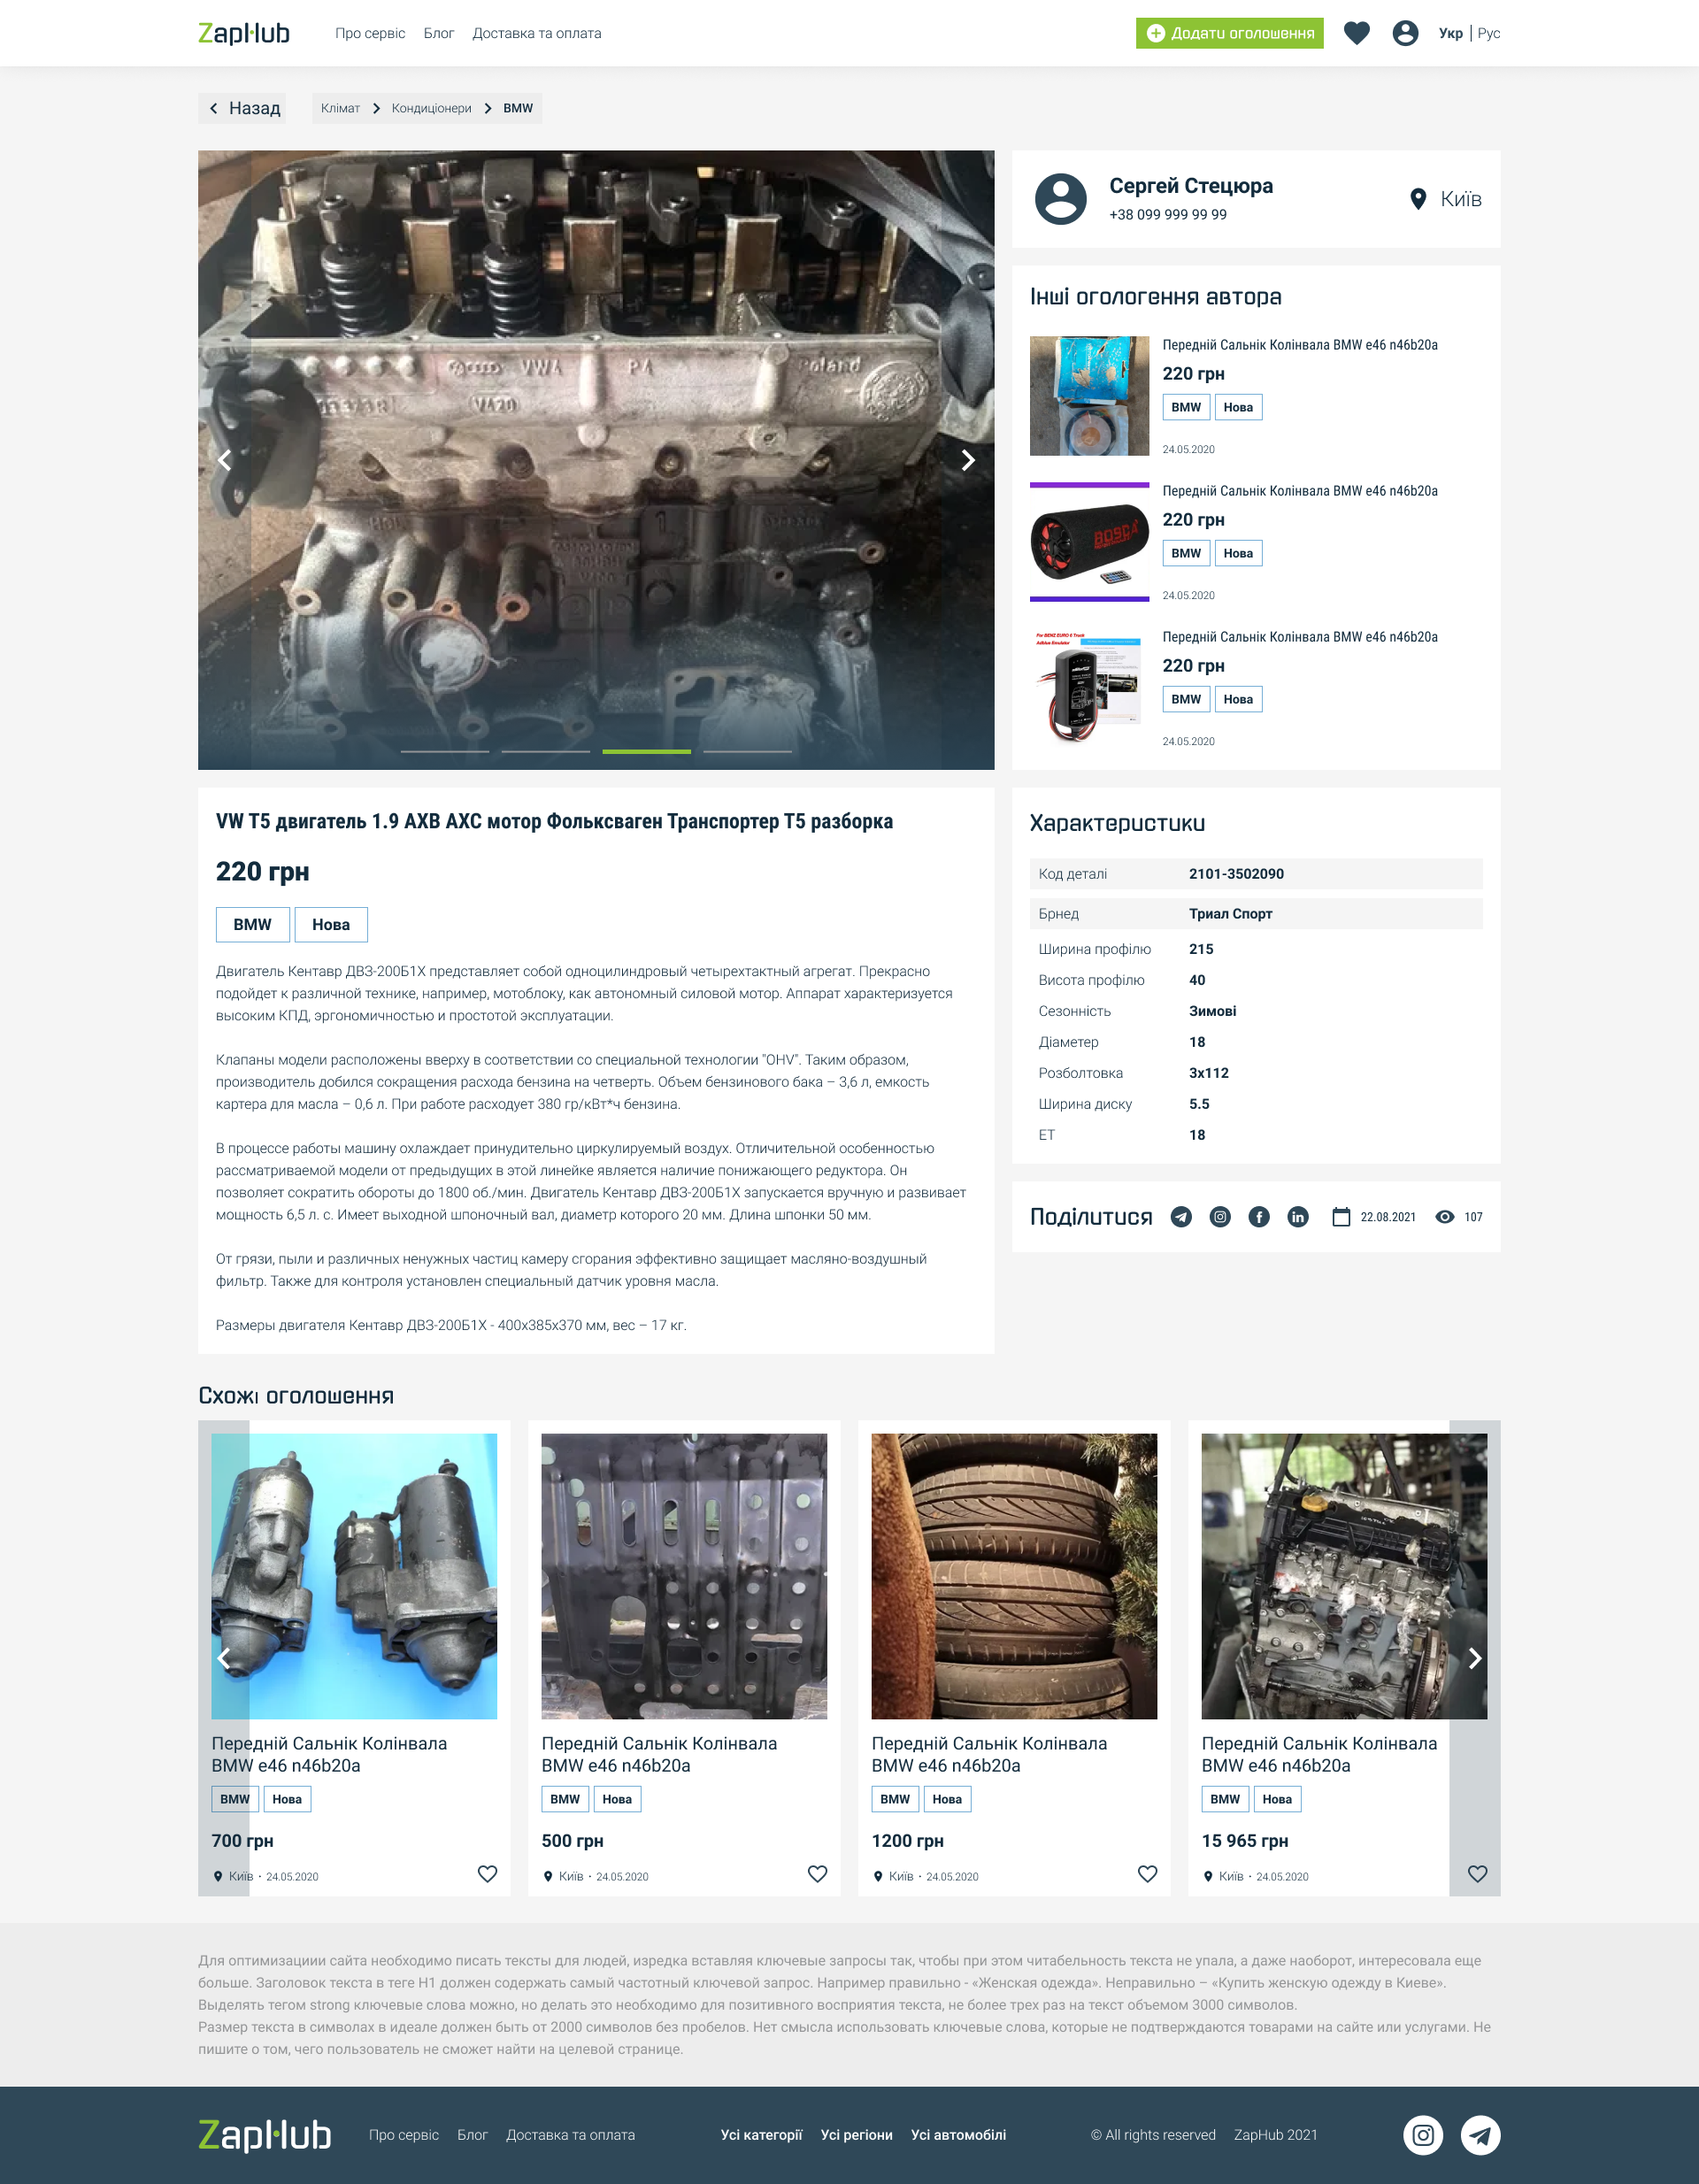 ZapHub
Про сервіс Блог Доставка та оплата
Додати оголошення
Укр | Рус
Назад
Клімат > Кондиціонери > BMW
VWA PA Poland
VA20
Сергей Стецюра
+38 099 999 99 99
Київ
Інші ологогення автора
Передній Сальнік Колінвала BMW e46 n46b20a
220 грн
BMW Нова
24.05.2020
BOSCA
Передній Сальнік Колінвала BMW e46 n46b20a
220 грн
BMW Нова
24.05.2020
For BENZ EURO 6 Truck
Adblue Emulator
Передній Сальнік Колінвала BMW e46 n46b20a
220 грн
BMW Нова
24.05.2020
VW T5 двигатель 1.9 AXB AXC мотор Фольксваген Транспортер Т5 разборка
220 грн
BMW Нова
Двигатель Кентавр ДВЗ-200Б1Х представляет собой одноцилиндровый четырехтактный агрегат. Прекрасно
подойдет к различной технике, например, мотоблоку, как автономный силовой мотор. Аппарат характеризуется
высоким КПД, эргономичностью и простотой эксплуатации.
Клапаны модели расположены вверху в соответствии со специальной технологии "OHV". Таким образом,
производитель добился сокращения расхода бензина на четверть. Объем бензинового бака – 3,6 л, емкость
картера для масла – 0,6 л. При работе расходует 380 гр/кВт*ч бензина.
В процессе работы машину охлаждает принудительно циркулируемый воздух. Отличительной особенностью
рассматриваемой модели от предыдущих в этой линейке является наличие понижающего редуктора. Он
позволяет сократить обороты до 1800 об./мин. Двигатель Кентавр ДВЗ-200Б1Х запускается вручную и развивает
мощность 6,5 л. с. Имеет выходной шпоночный вал, диаметр которого 20 мм. Длина шпонки 50 мм.
От грязи, пыли и различных ненужных частиц камеру сгорания эффективно защищает масляно-воздушный
фильтр. Также для контроля установлен специальный датчик уровня масла.
Размеры двигателя Кентавр ДВЗ-200Б1Х - 400х385х370 мм, вес – 17 кг.
Характеристики
Код деталі 2101-3502090
Брнед Триал Спорт
Ширина профілю 215
Висота профілю 40
Сезонність Зимові
Діаметер 18
Розболтовка 3x112
Ширина диску 5.5
ET 18
Поділитися 22.08.2021 107
Схожі оголошення
Передній Сальнік Колінвала
BMW e46 n46b20a
BMW Нова
700 грн
Київ · 24.05.2020
Передній Сальнік Колінвала
BMW e46 n46b20a
BMW Нова
500 грн
Київ · 24.05.2020
Передній Сальнік Колінвала
BMW e46 n46b20a
BMW Нова
1200 грн
Київ · 24.05.2020
Передній Сальнік Колінвала
BMW e46 n46b20a
BMW Нова
15 965 грн
Київ · 24.05.2020
Для оптимизациии сайта необходимо писать тексты для людей, изредка вставляя ключевые запросы так, чтобы при этом читабельность текста не упала, а даже наоборот, интересовала еще
больше. Заголовок текста в теге H1 должен содержать самый частотный ключевой запрос. Например правильно - «Женская одежда». Неправильно – «Купить женскую одежду в Киеве».
Выделять тегом strong ключевые слова можно, но делать это необходимо для позитивного восприятия текста, не более трех раз на текст объемом 3000 символов.
Размер текста в символах в идеале должен быть от 2000 символов без пробелов. Нет смысла использовать ключевые слова, которые не подтверждаются товарами на сайте или услугами. Не
пишите о том, чего пользователь не сможет найти на целевой странице.
ZapHub
Про сервіс Блог Доставка та оплата
Усі категорії Усі регіони Усі автомобілі
© All rights reserved ZapHub 2021